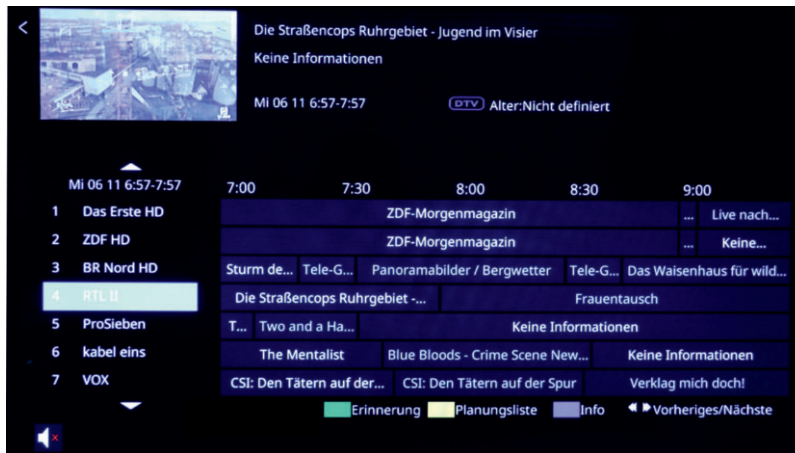 Die Straßencops Ruhrgebiet - Jugend im Visier
Keine Informationen
Mi 06 11 6:57-7:57 DTV Alter:Nicht definiert
Mi 06 11 6:57-7:57 7:00 7:30 8:00 8:30 9:00
1 Das Erste HD ZDF-Morgenmagazin ... Live nach...
2 ZDF HD ZDF-Morgenmagazin ... Keine...
3 BR Nord HD Sturm de... Tele-G... Panoramabilder / Bergwetter Tele-G... Das Waisenhaus für wild...
4 RTL II Die Straßencops Ruhrgebiet -... Frauentausch
5 ProSieben T... Two and a Ha... Keine Informationen
6 kabel eins The Mentalist Blue Bloods - Crime Scene New... Keine Informationen
7 VOX CSI: Den Tätern auf der... CSI: Den Tätern auf der Spur Verklag mich doch!
Erinnerung Planungsliste Info Vorheriges/Nächste